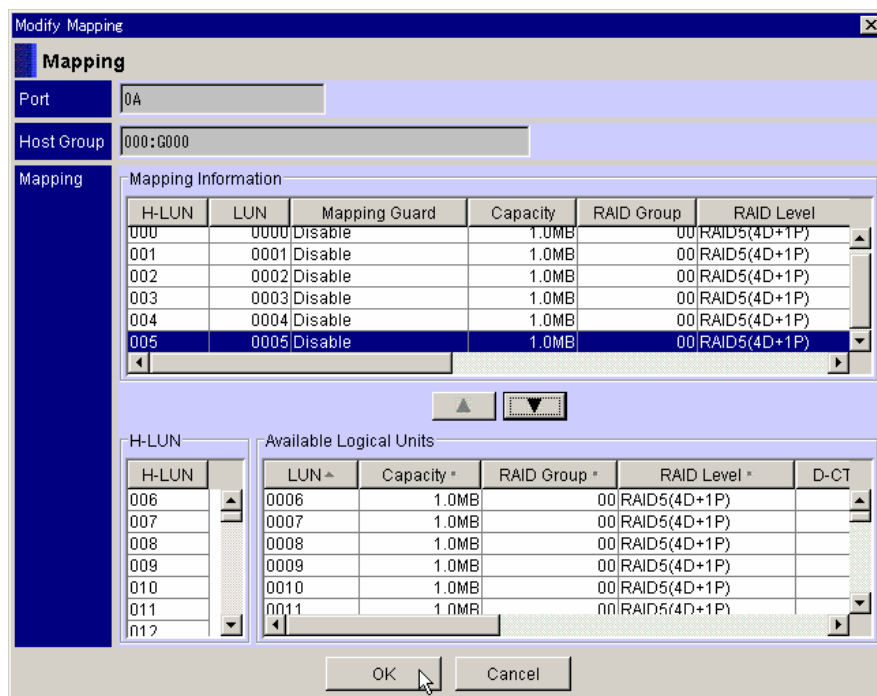 Modify Mapping
Mapping
Port 0A
Host Group 000:G000
Mapping Mapping Information
H-LUN LUN Mapping Guard Capacity RAID Group RAID Level
000 0000 Disable 1.0MB 00 RAID5(4D+1P)
001 0001 Disable 1.0MB 00 RAID5(4D+1P)
002 0002 Disable 1.0MB 00 RAID5(4D+1P)
003 0003 Disable 1.0MB 00 RAID5(4D+1P)
004 0004 Disable 1.0MB 00 RAID5(4D+1P)
005 0005 Disable 1.0MB 00 RAID5(4D+1P)
H-LUN Available Logical Units
H-LUN LUN Capacity RAID Group RAID Level D-CT
006 0006 1.0MB 00 RAID5(4D+1P)
007 0007 1.0MB 00 RAID5(4D+1P)
008 0008 1.0MB 00 RAID5(4D+1P)
009 0009 1.0MB 00 RAID5(4D+1P)
010 0010 1.0MB 00 RAID5(4D+1P)
011 0011 1.0MB 00 RAID5(4D+1P)
012
OK Cancel